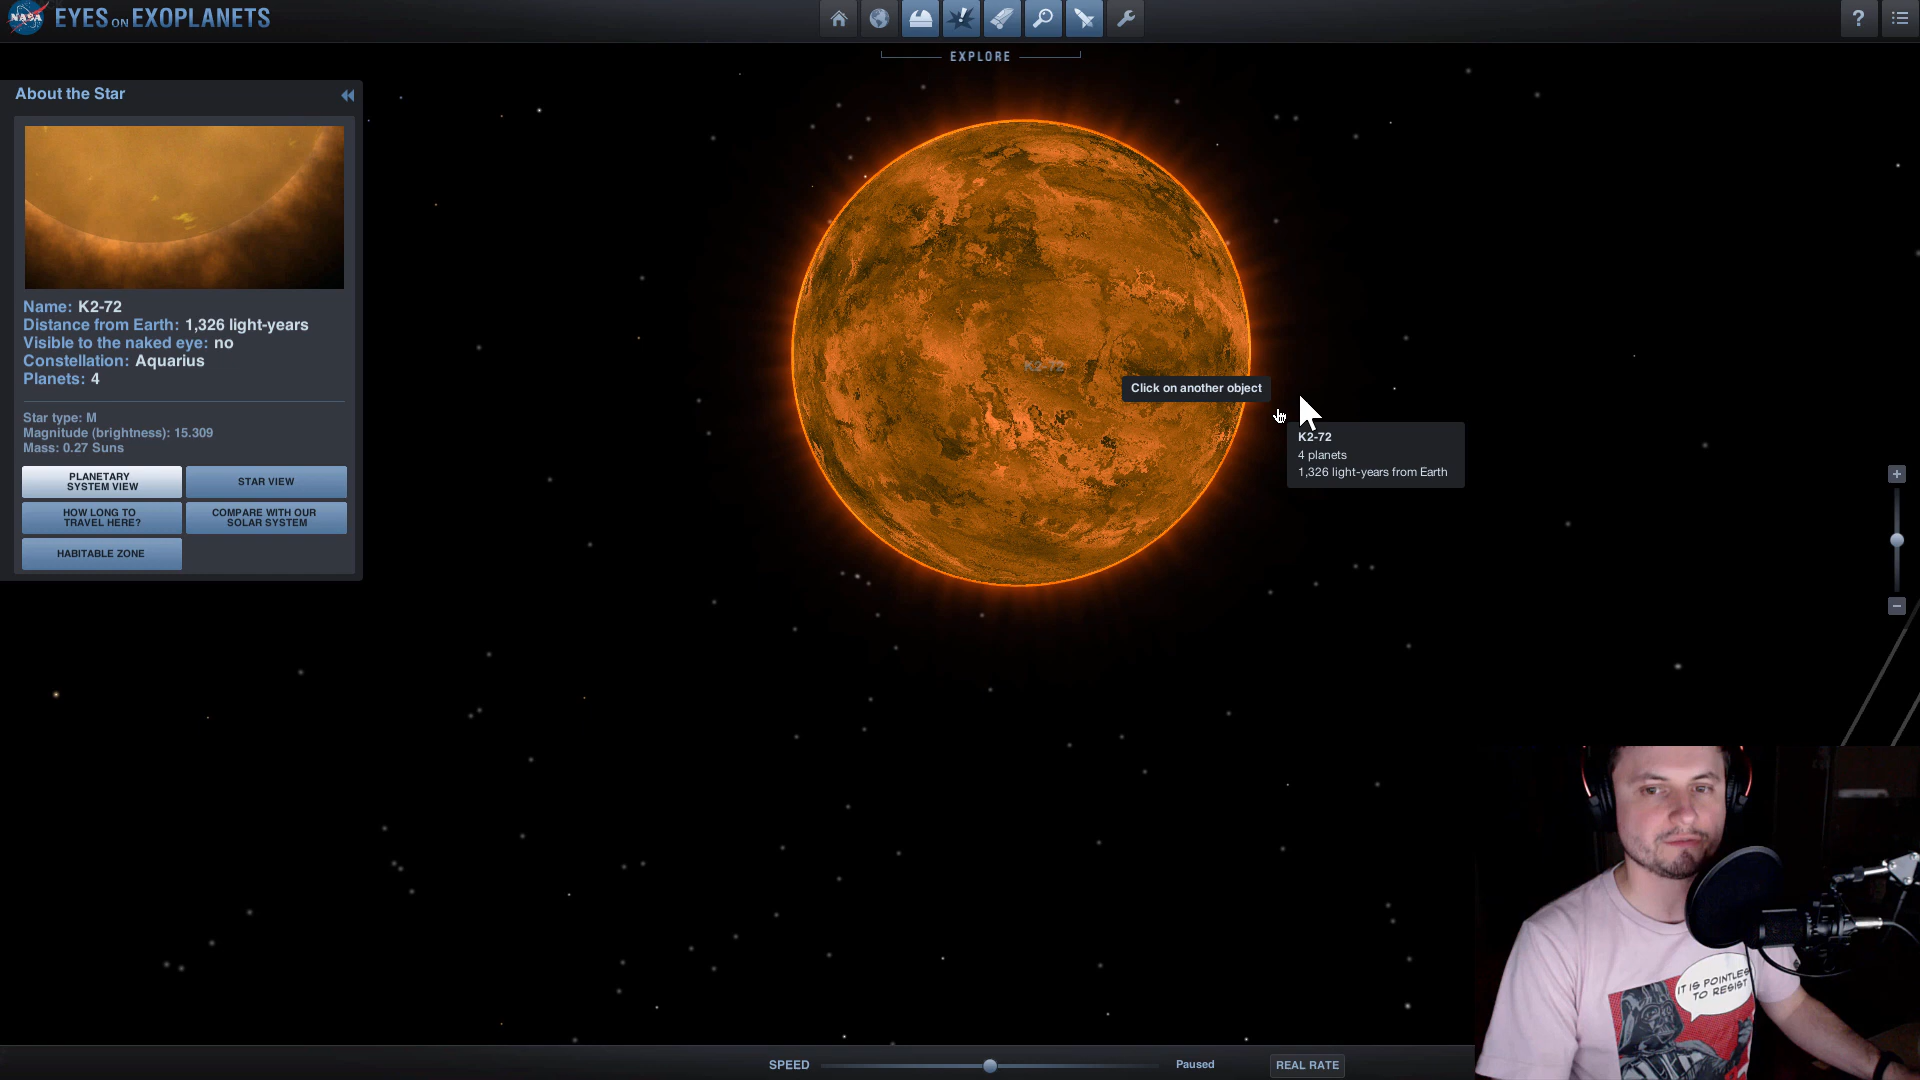 NASA EYES ON EXOPLANETS
?
EXPLORE
About the Star
Name: K2-72
Distance from Earth: 1,326 light-years
Visible to the naked eye: no
Constellation: Aquarius
Planets: 4
Star type: M
Magnitude (brightness): 15.309
Mass: 0.27 Suns
PLANETARY
SYSTEM VIEW
STAR VIEW
HOW LONG TO
TRAVEL HERE?
COMPARE WITH OUR
SOLAR SYSTEM
HABITABLE ZONE
K2-72
Click on another object
K2-72
4 planets
1,326 light-years from Earth
IT IS POINTLES
TO RESIST
SPEED
Paused
REAL RATE